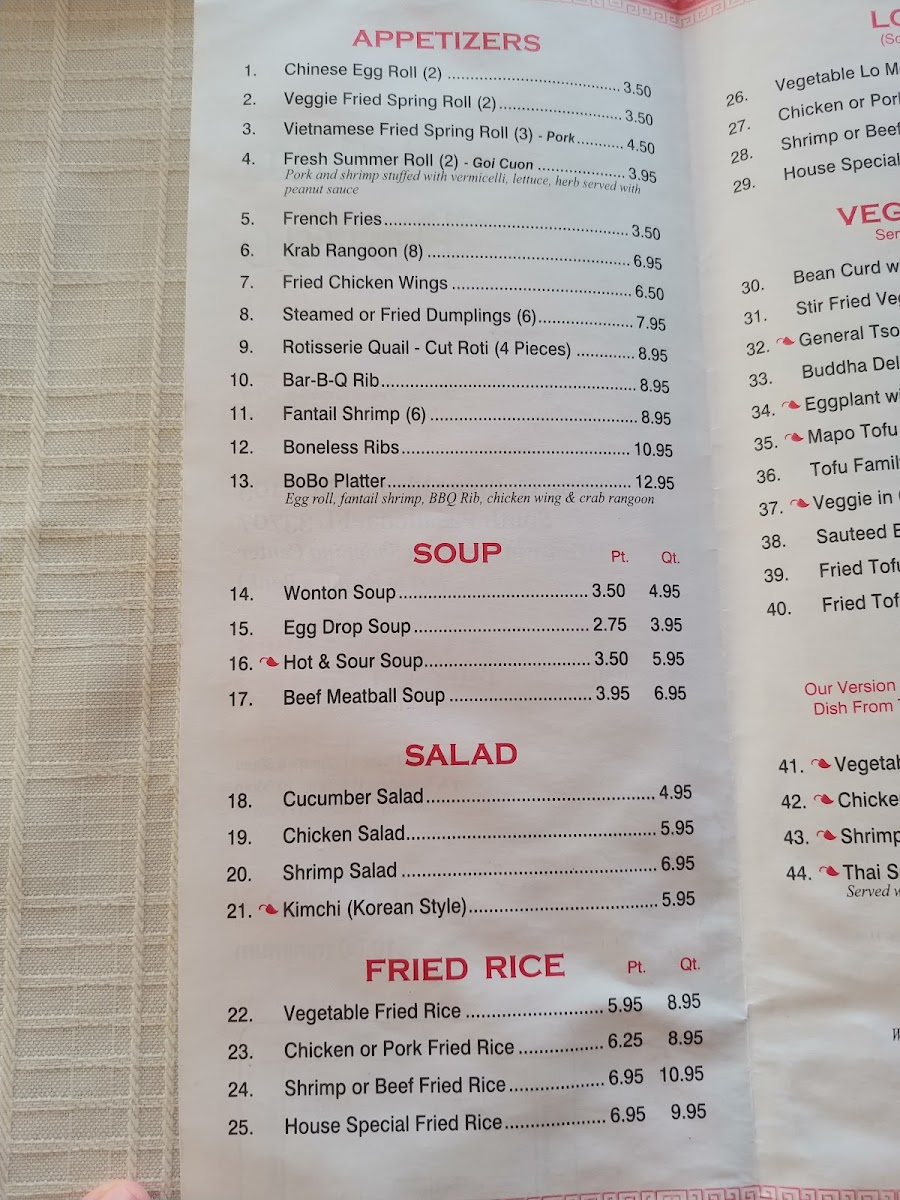 APPETIZERS
1. Chinese Egg Roll (2) ........ 3.50
2. Veggie Fried Spring Roll (2) ........ 3.50
3. Vietnamese Fried Spring Roll (3) - Pork ........ 4.50
4. Fresh Summer Roll (2) - Goi Cuon ........ 3.95
Pork and shrimp stuffed with vermicelli, lettuce, herb served with
peanut sauce
5. French Fries ........ 3.50
6. Krab Rangoon (8) ........ 6.95
7. Fried Chicken Wings ........ 6.50
8. Steamed or Fried Dumplings (6) ........ 7.95
9. Rotisserie Quail - Cut Roti (4 Pieces) ........ 8.95
10. Bar-B-Q Rib ........ 8.95
11. Fantail Shrimp (6) ........ 8.95
12. Boneless Ribs ........ 10.95
13. BoBo Platter ........ 12.95
Egg roll, fantail shrimp, BBQ Rib, chicken wing & crab rangoon
SOUP Pt. Qt.
14. Wonton Soup ........ 3.50 4.95
15. Egg Drop Soup ........ 2.75 3.95
16. Hot & Sour Soup ........ 3.50 5.95
17. Beef Meatball Soup ........ 3.95 6.95
SALAD
18. Cucumber Salad ........ 4.95
19. Chicken Salad ........ 5.95
20. Shrimp Salad ........ 6.95
21. Kimchi (Korean Style) ........ 5.95
FRIED RICE Pt. Qt.
22. Vegetable Fried Rice ........ 5.95 8.95
23. Chicken or Pork Fried Rice ........ 6.25 8.95
24. Shrimp or Beef Fried Rice ........ 6.95 10.95
25. House Special Fried Rice ........ 6.95 9.95
26. Vegetable Lo
27. Chicken or Pork
28. Shrimp or Beef
29. House Special
30. Bean Curd
31. Stir Fried
32. General Tso
33. Buddha
34. Eggplant
35. Mapo Tofu
36. Tofu
37. Veggie in
38. Sauteed
39. Fried
40. Fried
Our Version
Dish From
41.
42.
43. Shrimp
44. Thai
Served